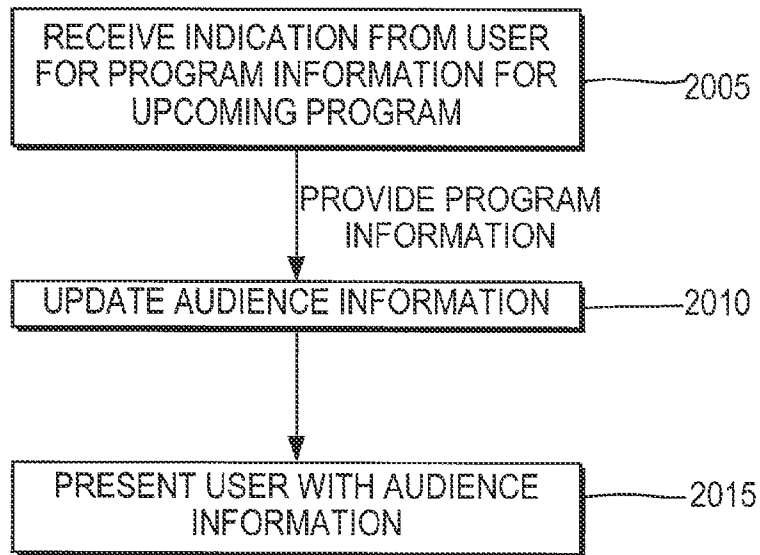 RECEIVE INDICATION FROM USER
FOR PROGRAM INFORMATION FOR
UPCOMING PROGRAM
2005
PROVIDE PROGRAM
INFORMATION
UPDATE AUDIENCE INFORMATION
2010
PRESENT USER WITH AUDIENCE
INFORMATION
2015